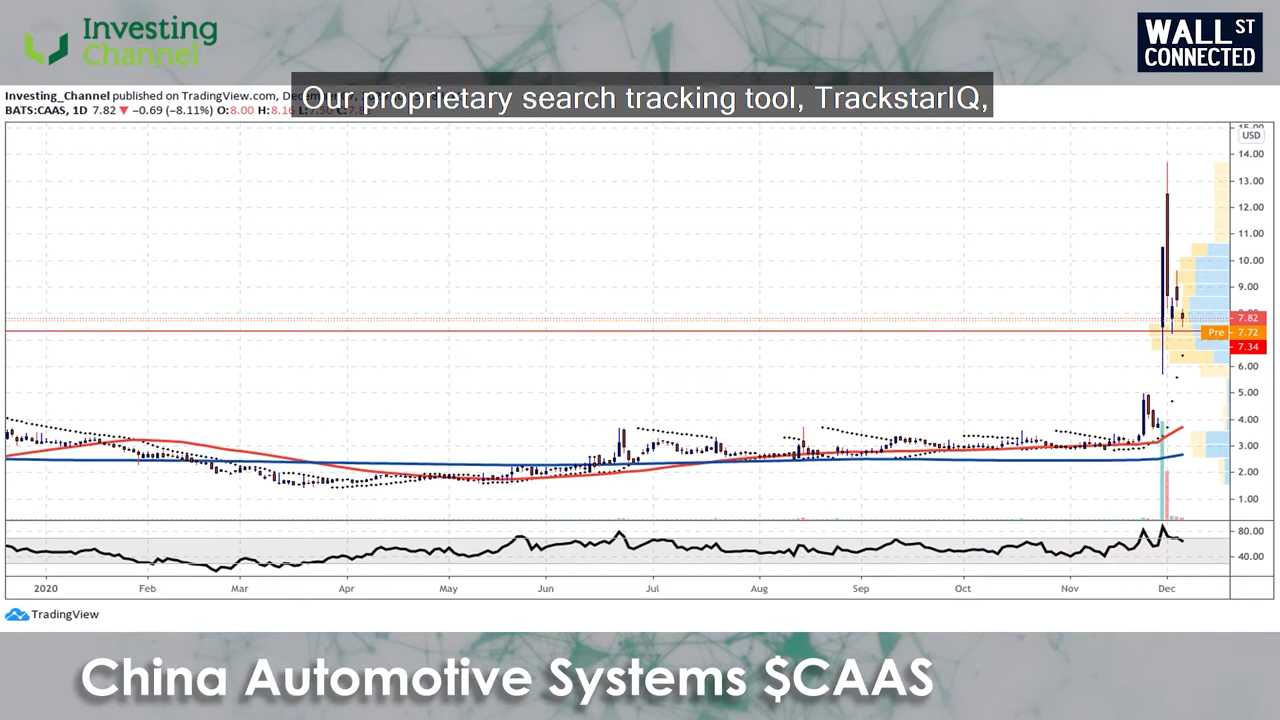 Investing
Channel
WALL ST
CONNECTED
Our proprietary search tracking tool, TrackstarIQ,
Investing_Channel published on TradingView.com,
BATS:CAAS, 1D 7.82 ▼ −0.69 (−8.11%) O:8.00
USD
14.00
13.00
12.00
11.00
10.00
9.00
7.82
Pre 7.72
7.34
6.00
5.00
4.00
3.00
2.00
1.00
80.00
40.00
2020 Feb Mar Apr May Jun Jul Aug Sep Oct Nov Dec
TradingView
China Automotive Systems $CAAS